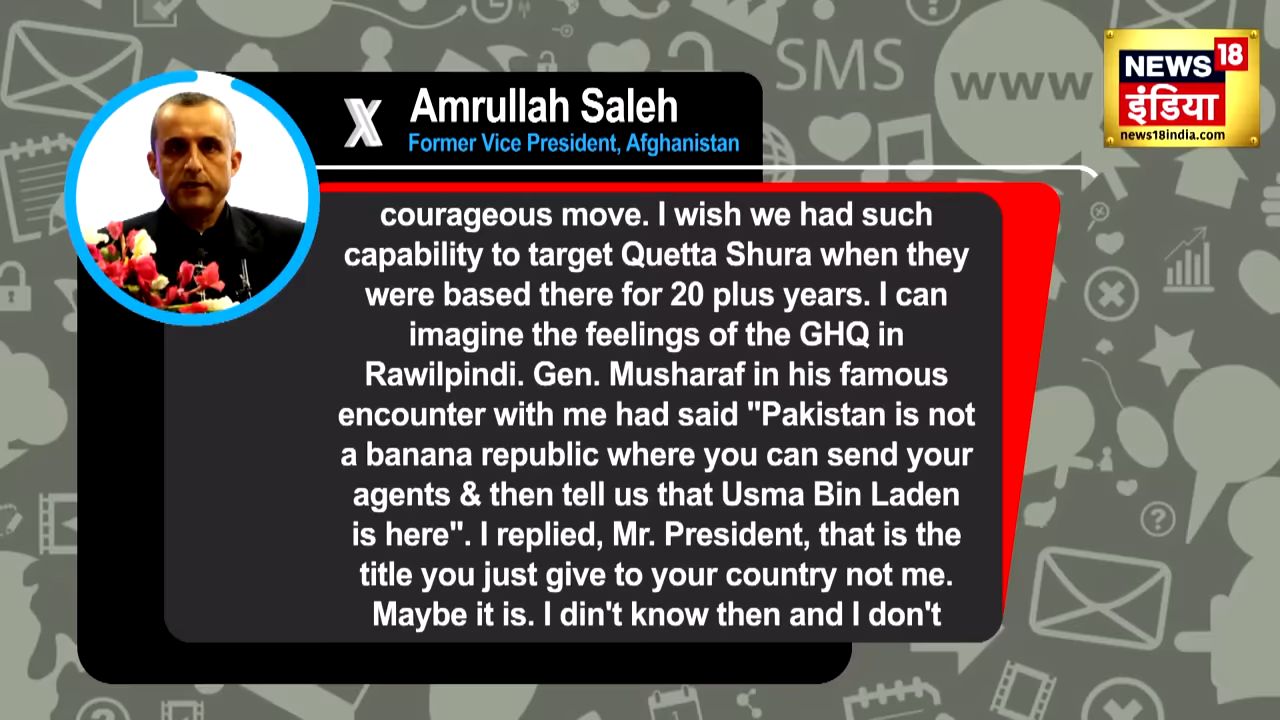 SMS
www
NEWS 18
इंडिया
news18india.com
X
Amrullah Saleh
Former Vice President, Afghanistan
courageous move. I wish we had such
capability to target Quetta Shura when they
were based there for 20 plus years. I can
imagine the feelings of the GHQ in
Rawilpindi. Gen. Musharaf in his famous
encounter with me had said "Pakistan is not
a banana republic where you can send your
agents & then tell us that Usma Bin Laden
is here". I replied, Mr. President, that is the
title you just give to your country not me.
Maybe it is. I din't know then and I don't